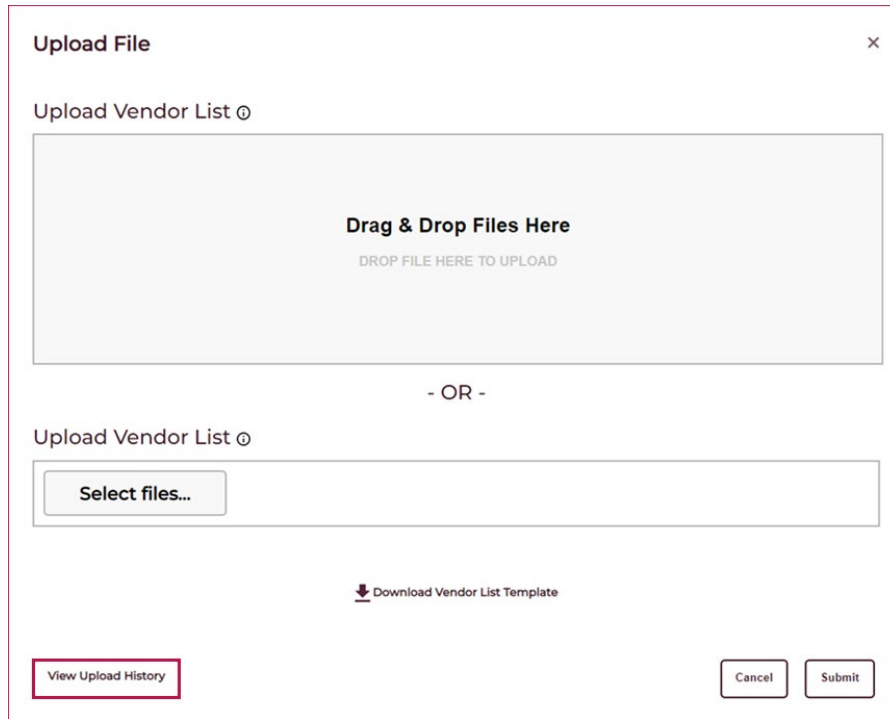 Upload File
Upload Vendor List
Drag & Drop Files Here
DROP FILE HERE TO UPLOAD
- OR -
Upload Vendor List
Select files...
Download Vendor List Template
View Upload History
Cancel
Submit